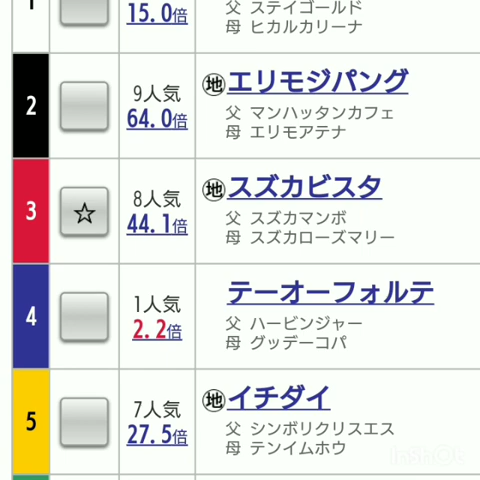 1
15.0倍
父 ステイゴールド
母 ヒカルカリーナ
2
9人気
64.0倍
地 エリモジパング
父 マンハッタンカフェ
母 エリモアテナ
3
☆
8人気
44.1倍
地 スズカビスタ
父 スズカマンボ
母 スズカローズマリー
4
1人気
2.2倍
テーオーフォルテ
父 ハービンジャー
母 グッデーコパ
5
7人気
27.5倍
地 イチダイ
父 シンボリクリスエス
母 テンイムホウ